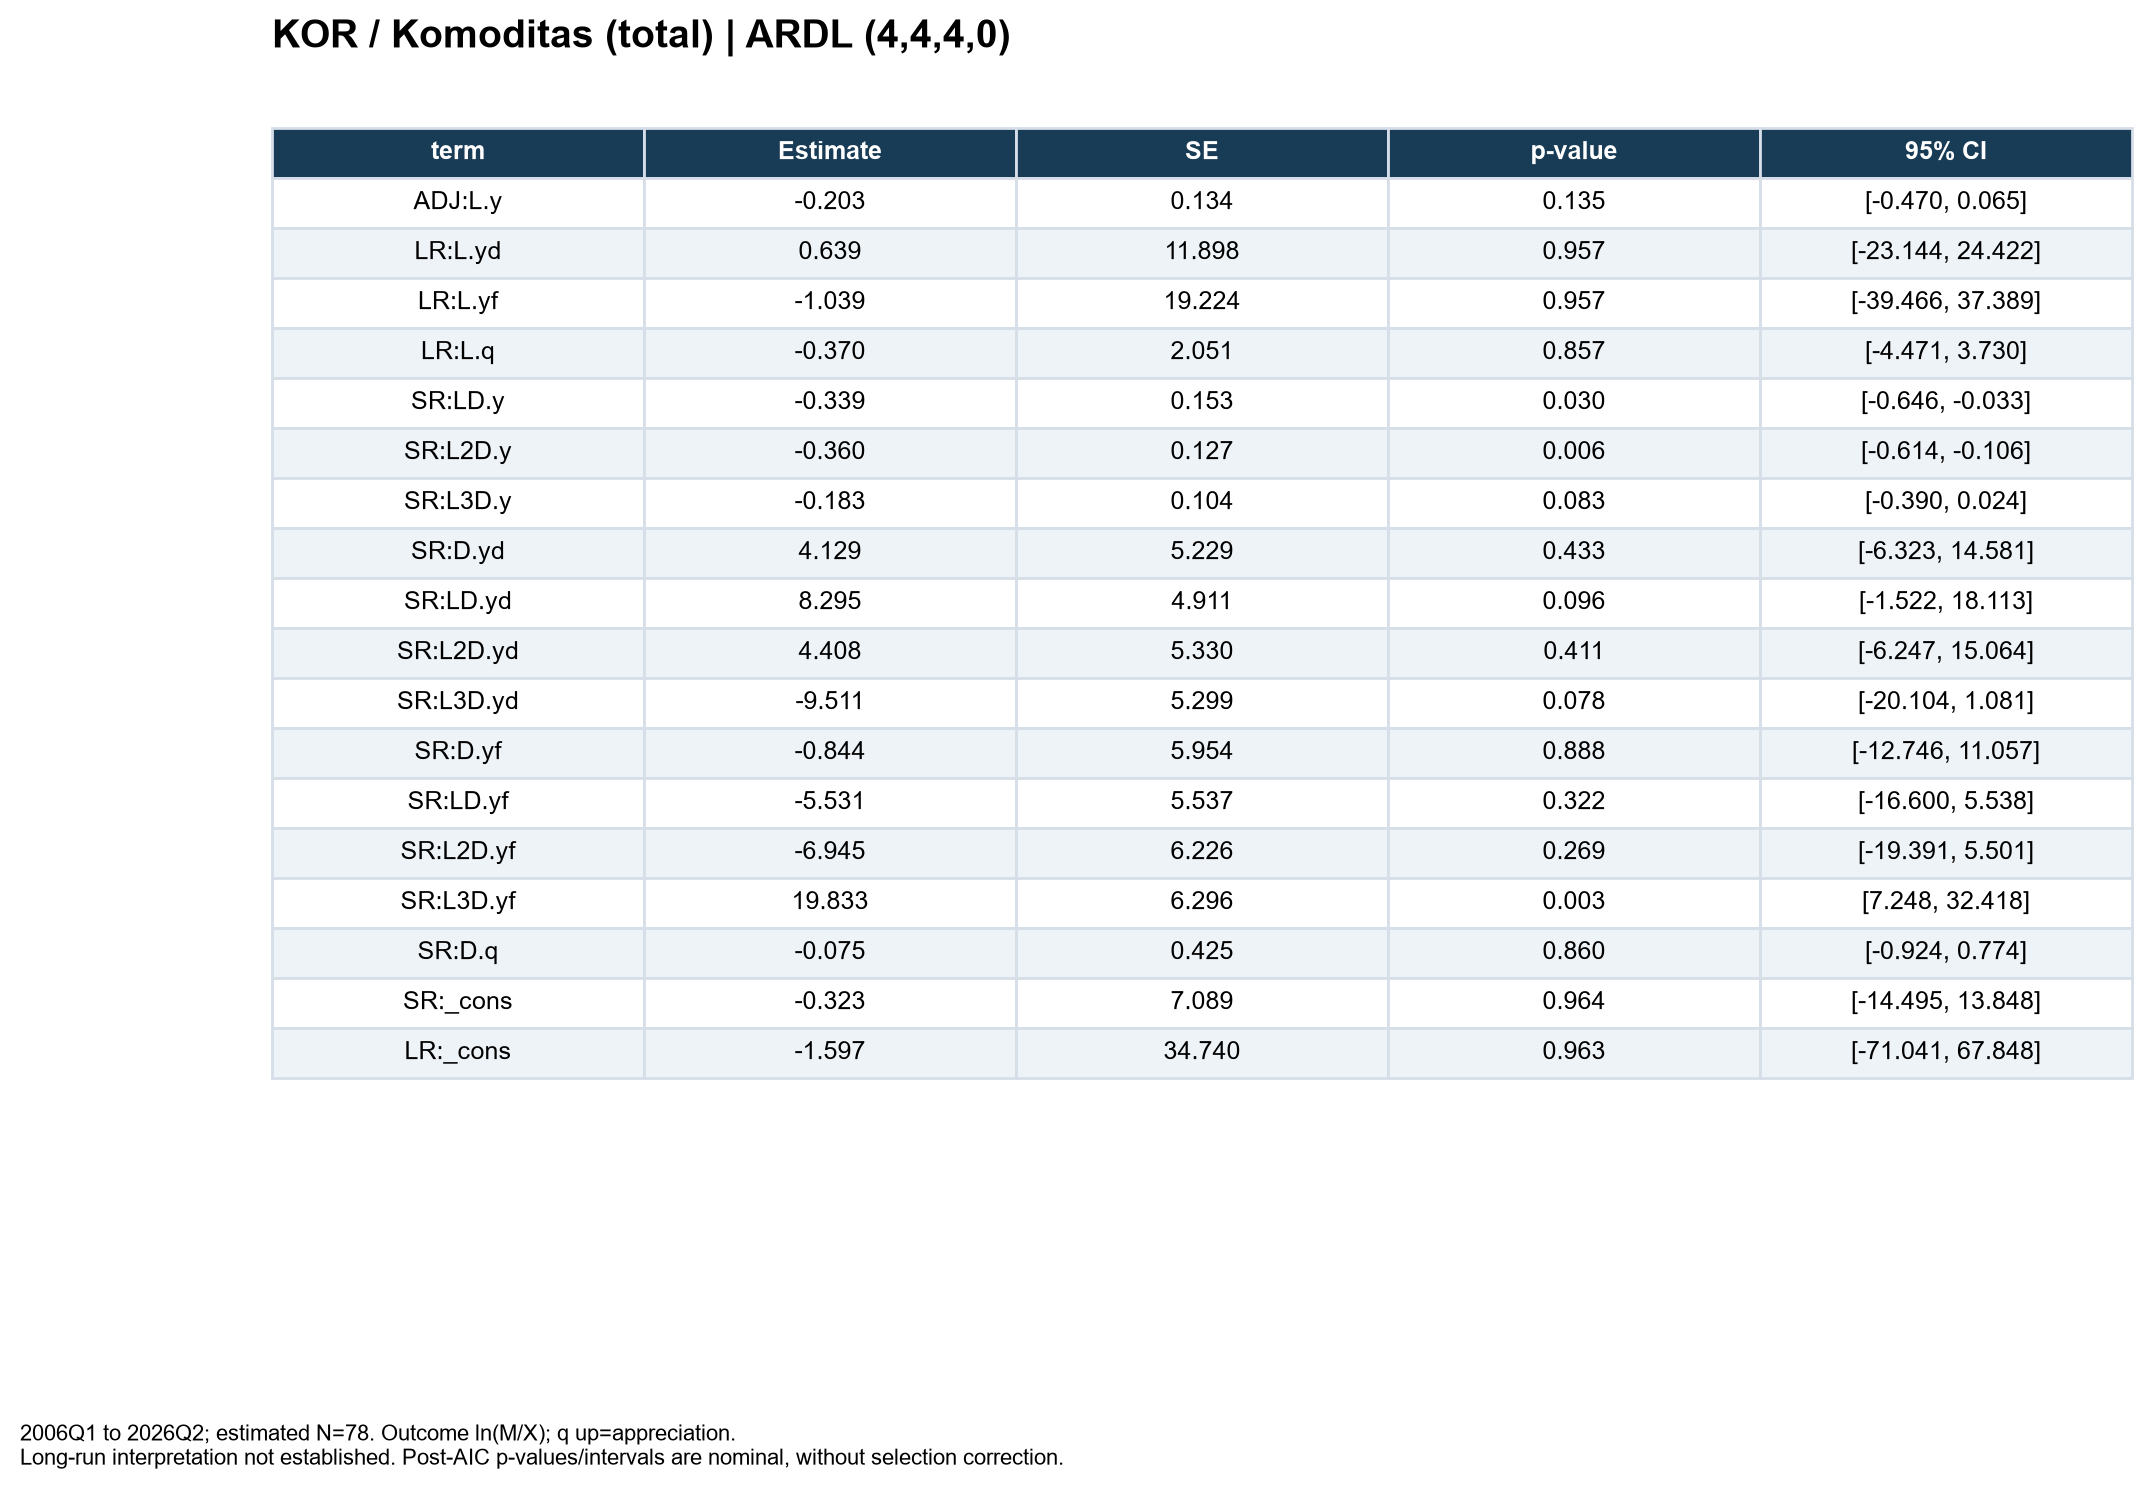 KOR / Komoditas (total) | ARDL (4,4,4,0)
term Estimate SE p-value 95% CI
ADJ:L.y -0.203 0.134 0.135 [-0.470, 0.065]
LR:L.yd 0.639 11.898 0.957 [-23.144, 24.422]
LR:L.yf -1.039 19.224 0.957 [-39.466, 37.389]
LR:L.q -0.370 2.051 0.857 [-4.471, 3.730]
SR:LD.y -0.339 0.153 0.030 [-0.646, -0.033]
SR:L2D.y -0.360 0.127 0.006 [-0.614, -0.106]
SR:L3D.y -0.183 0.104 0.083 [-0.390, 0.024]
SR:D.yd 4.129 5.229 0.433 [-6.323, 14.581]
SR:LD.yd 8.295 4.911 0.096 [-1.522, 18.113]
SR:L2D.yd 4.408 5.330 0.411 [-6.247, 15.064]
SR:L3D.yd -9.511 5.299 0.078 [-20.104, 1.081]
SR:D.yf -0.844 5.954 0.888 [-12.746, 11.057]
SR:LD.yf -5.531 5.537 0.322 [-16.600, 5.538]
SR:L2D.yf -6.945 6.226 0.269 [-19.391, 5.501]
SR:L3D.yf 19.833 6.296 0.003 [7.248, 32.418]
SR:D.q -0.075 0.425 0.860 [-0.924, 0.774]
SR:_cons -0.323 7.089 0.964 [-14.495, 13.848]
LR:_cons -1.597 34.740 0.963 [-71.041, 67.848]
2006Q1 to 2026Q2; estimated N=78. Outcome ln(M/X); q up=appreciation.
Long-run interpretation not established. Post-AIC p-values/intervals are nominal, without selection correction.